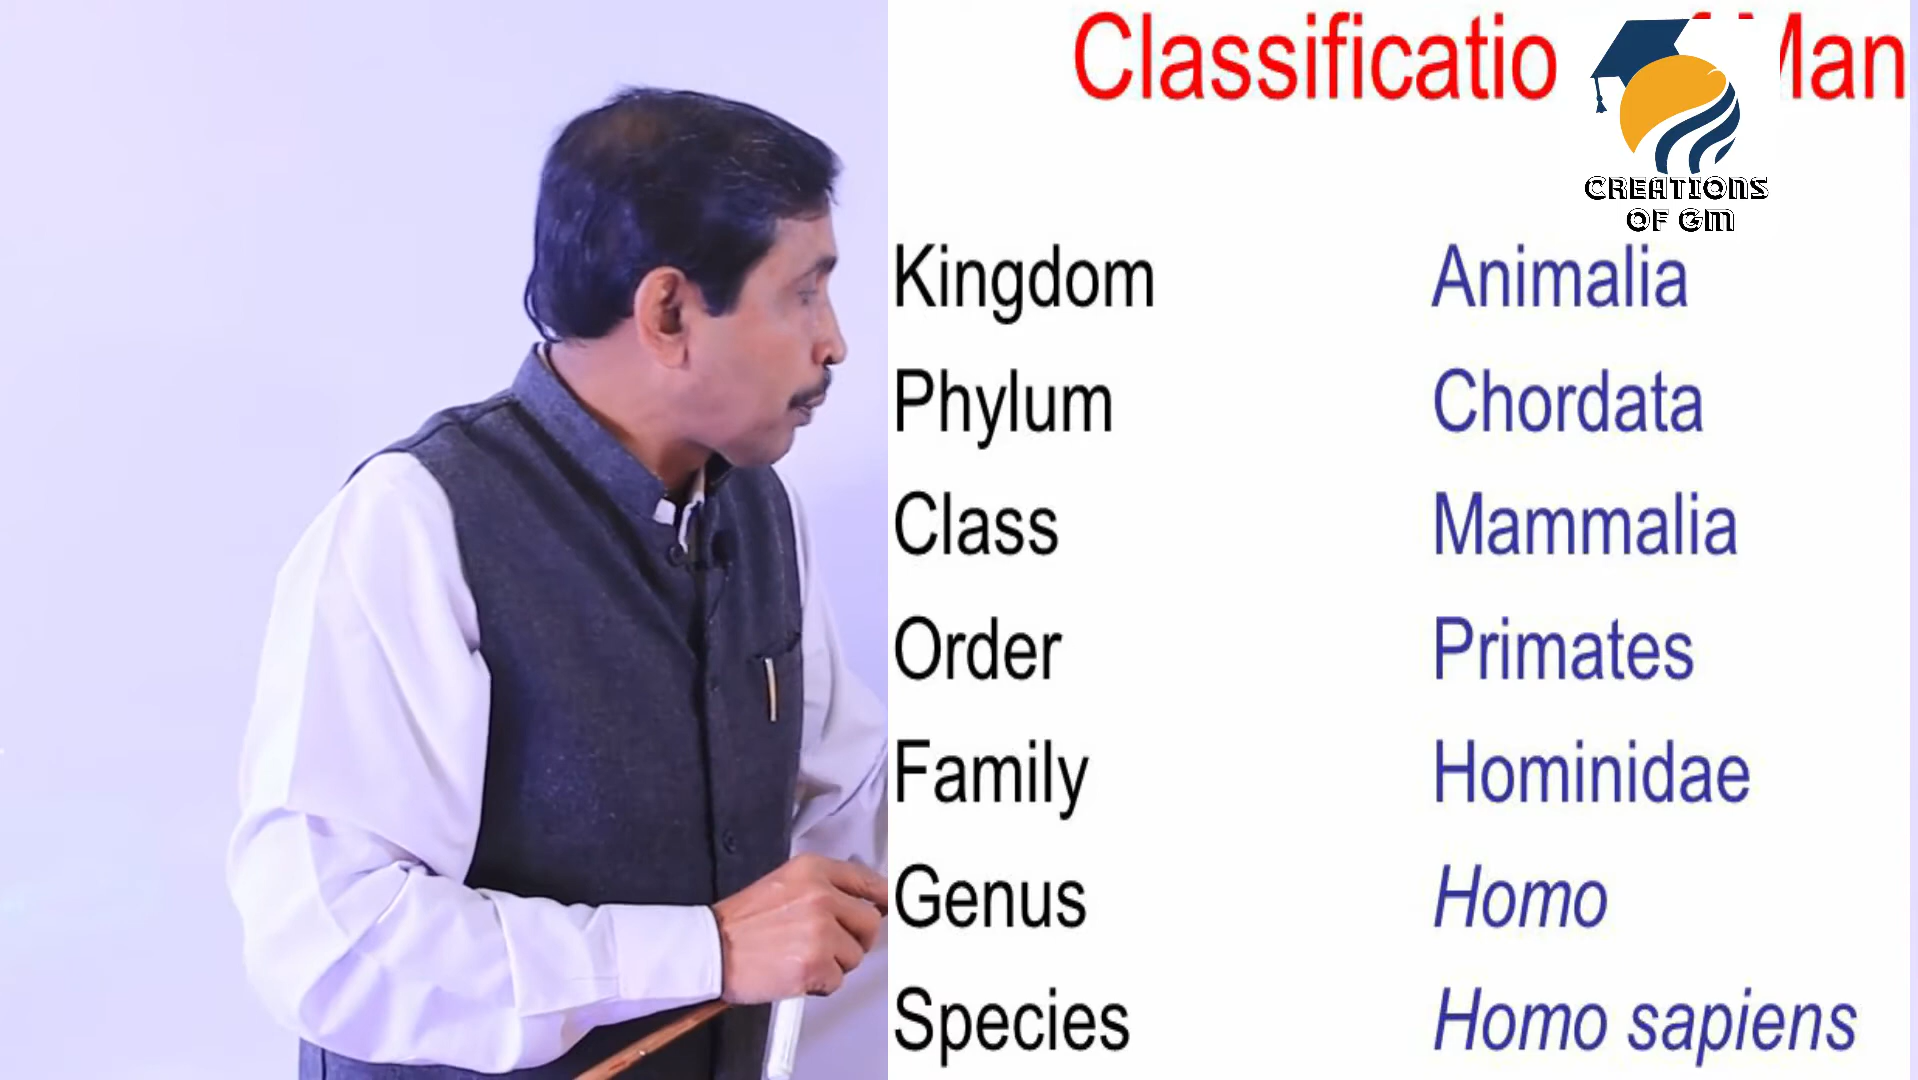 Classificatio Man
CREATIONS
OF GM
Kingdom Animalia
Phylum Chordata
Class Mammalia
Order Primates
Family Hominidae
Genus Homo
Species Homo sapiens